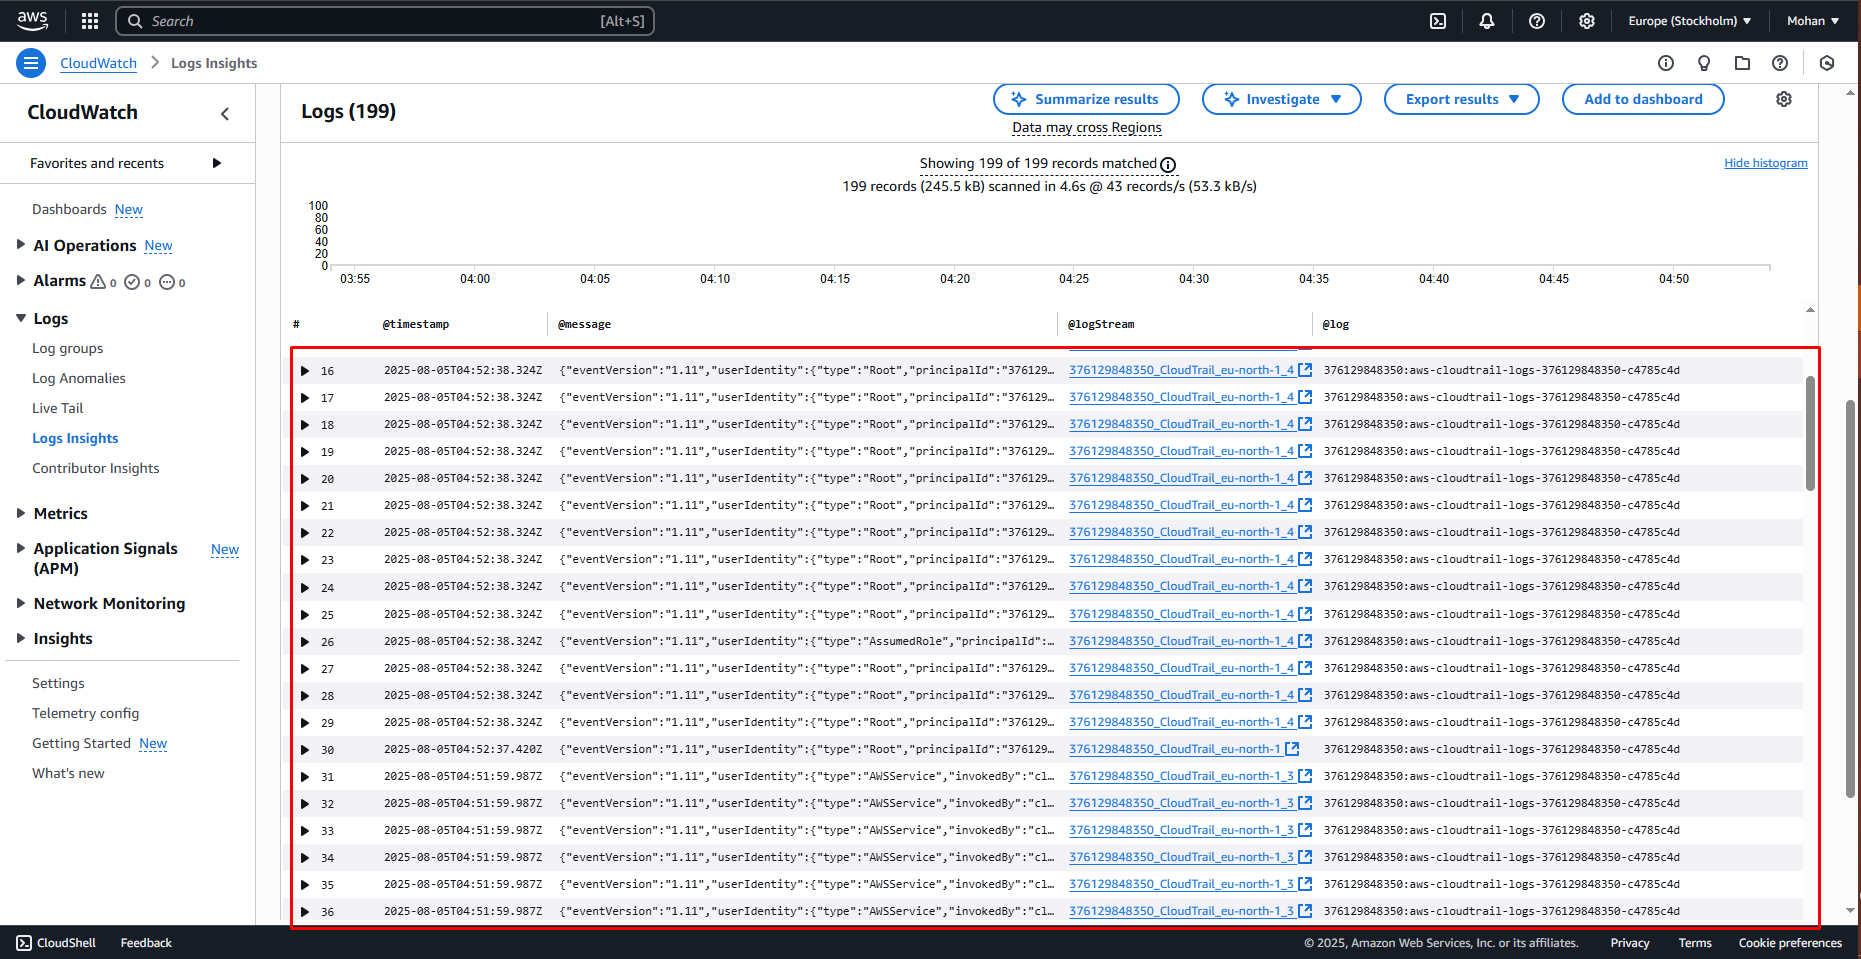 aws Search [Alt+S] Europe (Stockholm) Mohan
CloudWatch Logs Insights
CloudWatch
Favorites and recents
Dashboards New
AI Operations New
Alarms 0 0 0
Logs
Log groups
Log Anomalies
Live Tail
Logs Insights
Contributor Insights
Metrics
Application Signals (APM) New
Network Monitoring
Insights
Settings
Telemetry config
Getting Started New
What's new
Logs (199)
Summarize results Investigate Export results Add to dashboard
Data may cross Regions
Showing 199 of 199 records matched
Hide histogram
199 records (245.5 kB) scanned in 4.6s @ 43 records/s (53.3 kB/s)
100
80
60
40
20
0
03:55 04:00 04:05 04:10 04:15 04:20 04:25 04:30 04:35 04:40 04:45 04:50
# @timestamp @message @logStream @log
16 2025-08-05T04:52:38.324Z {"eventVersion":"1.11","userIdentity":{"type":"Root","principalId":"376129… 376129848350_CloudTrail_eu-north-1_4 376129848350:aws-cloudtrail-logs-376129848350-c4785c4d
17 2025-08-05T04:52:38.324Z {"eventVersion":"1.11","userIdentity":{"type":"Root","principalId":"376129… 376129848350_CloudTrail_eu-north-1_4 376129848350:aws-cloudtrail-logs-376129848350-c4785c4d
18 2025-08-05T04:52:38.324Z {"eventVersion":"1.11","userIdentity":{"type":"Root","principalId":"376129… 376129848350_CloudTrail_eu-north-1_4 376129848350:aws-cloudtrail-logs-376129848350-c4785c4d
19 2025-08-05T04:52:38.324Z {"eventVersion":"1.11","userIdentity":{"type":"Root","principalId":"376129… 376129848350_CloudTrail_eu-north-1_4 376129848350:aws-cloudtrail-logs-376129848350-c4785c4d
20 2025-08-05T04:52:38.324Z {"eventVersion":"1.11","userIdentity":{"type":"Root","principalId":"376129… 376129848350_CloudTrail_eu-north-1_4 376129848350:aws-cloudtrail-logs-376129848350-c4785c4d
21 2025-08-05T04:52:38.324Z {"eventVersion":"1.11","userIdentity":{"type":"Root","principalId":"376129… 376129848350_CloudTrail_eu-north-1_4 376129848350:aws-cloudtrail-logs-376129848350-c4785c4d
22 2025-08-05T04:52:38.324Z {"eventVersion":"1.11","userIdentity":{"type":"Root","principalId":"376129… 376129848350_CloudTrail_eu-north-1_4 376129848350:aws-cloudtrail-logs-376129848350-c4785c4d
23 2025-08-05T04:52:38.324Z {"eventVersion":"1.11","userIdentity":{"type":"Root","principalId":"376129… 376129848350_CloudTrail_eu-north-1_4 376129848350:aws-cloudtrail-logs-376129848350-c4785c4d
24 2025-08-05T04:52:38.324Z {"eventVersion":"1.11","userIdentity":{"type":"Root","principalId":"376129… 376129848350_CloudTrail_eu-north-1_4 376129848350:aws-cloudtrail-logs-376129848350-c4785c4d
25 2025-08-05T04:52:38.324Z {"eventVersion":"1.11","userIdentity":{"type":"Root","principalId":"376129… 376129848350_CloudTrail_eu-north-1_4 376129848350:aws-cloudtrail-logs-376129848350-c4785c4d
26 2025-08-05T04:52:38.324Z {"eventVersion":"1.11","userIdentity":{"type":"AssumedRole","principalId":… 376129848350_CloudTrail_eu-north-1_4 376129848350:aws-cloudtrail-logs-376129848350-c4785c4d
27 2025-08-05T04:52:38.324Z {"eventVersion":"1.11","userIdentity":{"type":"Root","principalId":"376129… 376129848350_CloudTrail_eu-north-1_4 376129848350:aws-cloudtrail-logs-376129848350-c4785c4d
28 2025-08-05T04:52:38.324Z {"eventVersion":"1.11","userIdentity":{"type":"Root","principalId":"376129… 376129848350_CloudTrail_eu-north-1_4 376129848350:aws-cloudtrail-logs-376129848350-c4785c4d
29 2025-08-05T04:52:38.324Z {"eventVersion":"1.11","userIdentity":{"type":"Root","principalId":"376129… 376129848350_CloudTrail_eu-north-1_4 376129848350:aws-cloudtrail-logs-376129848350-c4785c4d
30 2025-08-05T04:52:37.420Z {"eventVersion":"1.11","userIdentity":{"type":"Root","principalId":"376129… 376129848350_CloudTrail_eu-north-1 376129848350:aws-cloudtrail-logs-376129848350-c4785c4d
31 2025-08-05T04:51:59.987Z {"eventVersion":"1.11","userIdentity":{"type":"AWSService","invokedBy":"cl… 376129848350_CloudTrail_eu-north-1_3 376129848350:aws-cloudtrail-logs-376129848350-c4785c4d
32 2025-08-05T04:51:59.987Z {"eventVersion":"1.11","userIdentity":{"type":"AWSService","invokedBy":"cl… 376129848350_CloudTrail_eu-north-1_3 376129848350:aws-cloudtrail-logs-376129848350-c4785c4d
33 2025-08-05T04:51:59.987Z {"eventVersion":"1.11","userIdentity":{"type":"AWSService","invokedBy":"cl… 376129848350_CloudTrail_eu-north-1_3 376129848350:aws-cloudtrail-logs-376129848350-c4785c4d
34 2025-08-05T04:51:59.987Z {"eventVersion":"1.11","userIdentity":{"type":"AWSService","invokedBy":"cl… 376129848350_CloudTrail_eu-north-1_3 376129848350:aws-cloudtrail-logs-376129848350-c4785c4d
35 2025-08-05T04:51:59.987Z {"eventVersion":"1.11","userIdentity":{"type":"AWSService","invokedBy":"cl… 376129848350_CloudTrail_eu-north-1_3 376129848350:aws-cloudtrail-logs-376129848350-c4785c4d
36 2025-08-05T04:51:59.987Z {"eventVersion":"1.11","userIdentity":{"type":"AWSService","invokedBy":"cl… 376129848350_CloudTrail_eu-north-1_3 376129848350:aws-cloudtrail-logs-376129848350-c4785c4d
CloudShell Feedback © 2025, Amazon Web Services, Inc. or its affiliates. Privacy Terms Cookie preferences